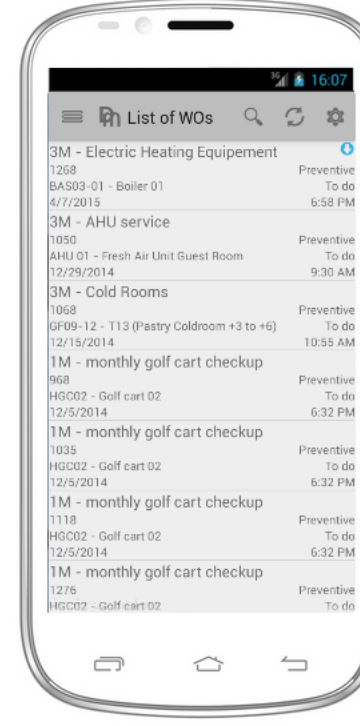 3G 16:07
List of WOs
3M - Electric Heating Equipement
1268 Preventive
BAS03-01 - Boiler 01 To do
4/7/2015 6:58 PM
3M - AHU service
1050 Preventive
AHU 01 - Fresh Air Unit Guest Room To do
12/29/2014 9:30 AM
3M - Cold Rooms
1068 Preventive
GF09-12 - T13 (Pastry Coldroom +3 to +6) To do
12/15/2014 10:55 AM
1M - monthly golf cart checkup
968 Preventive
HGC02 - Golf cart 02 To do
12/5/2014 6:32 PM
1M - monthly golf cart checkup
1035 Preventive
HGC02 - Golf cart 02 To do
12/5/2014 6:32 PM
1M - monthly golf cart checkup
1118 Preventive
HGC02 - Golf cart 02 To do
12/5/2014 6:32 PM
1M - monthly golf cart checkup
1276 Preventive
HGC02 - Golf cart 02 To do